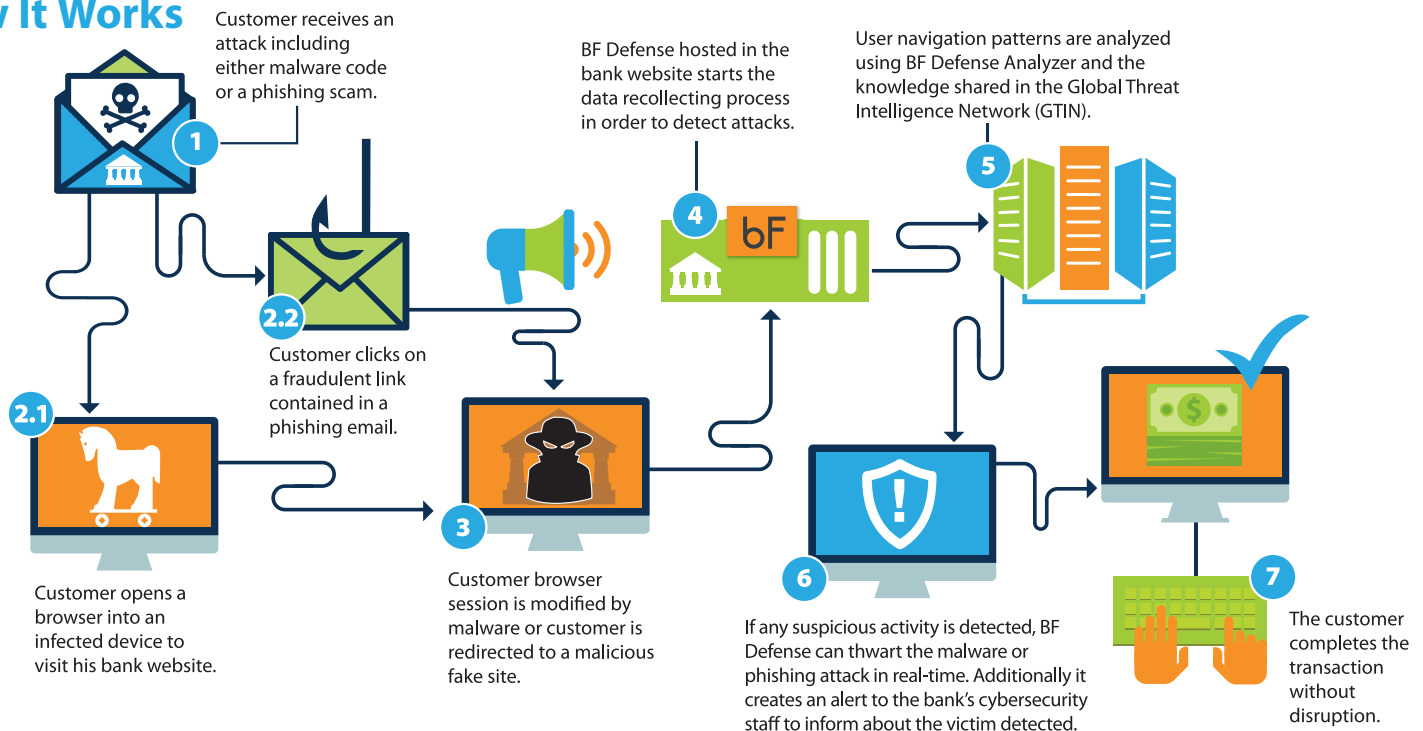 It Works
Customer receives an
attack including
either malware code
or a phishing scam.
1
2.2
Customer clicks on
a fraudulent link
contained in a
phishing email.
2.1
Customer opens a
browser into an
infected device to
visit his bank website.
3
Customer browser
session is modified by
malware or customer is
redirected to a malicious
fake site.
BF Defense hosted in the
bank website starts the
data recollecting process
in order to detect attacks.
4
bF
User navigation patterns are analyzed
using BF Defense Analyzer and the
knowledge shared in the Global Threat
Intelligence Network (GTIN).
5
!
6
If any suspicious activity is detected, BF
Defense can thwart the malware or
phishing attack in real-time. Additionally it
creates an alert to the bank's cybersecurity
staff to inform about the victim detected.
$
7
The customer
completes the
transaction
without
disruption.